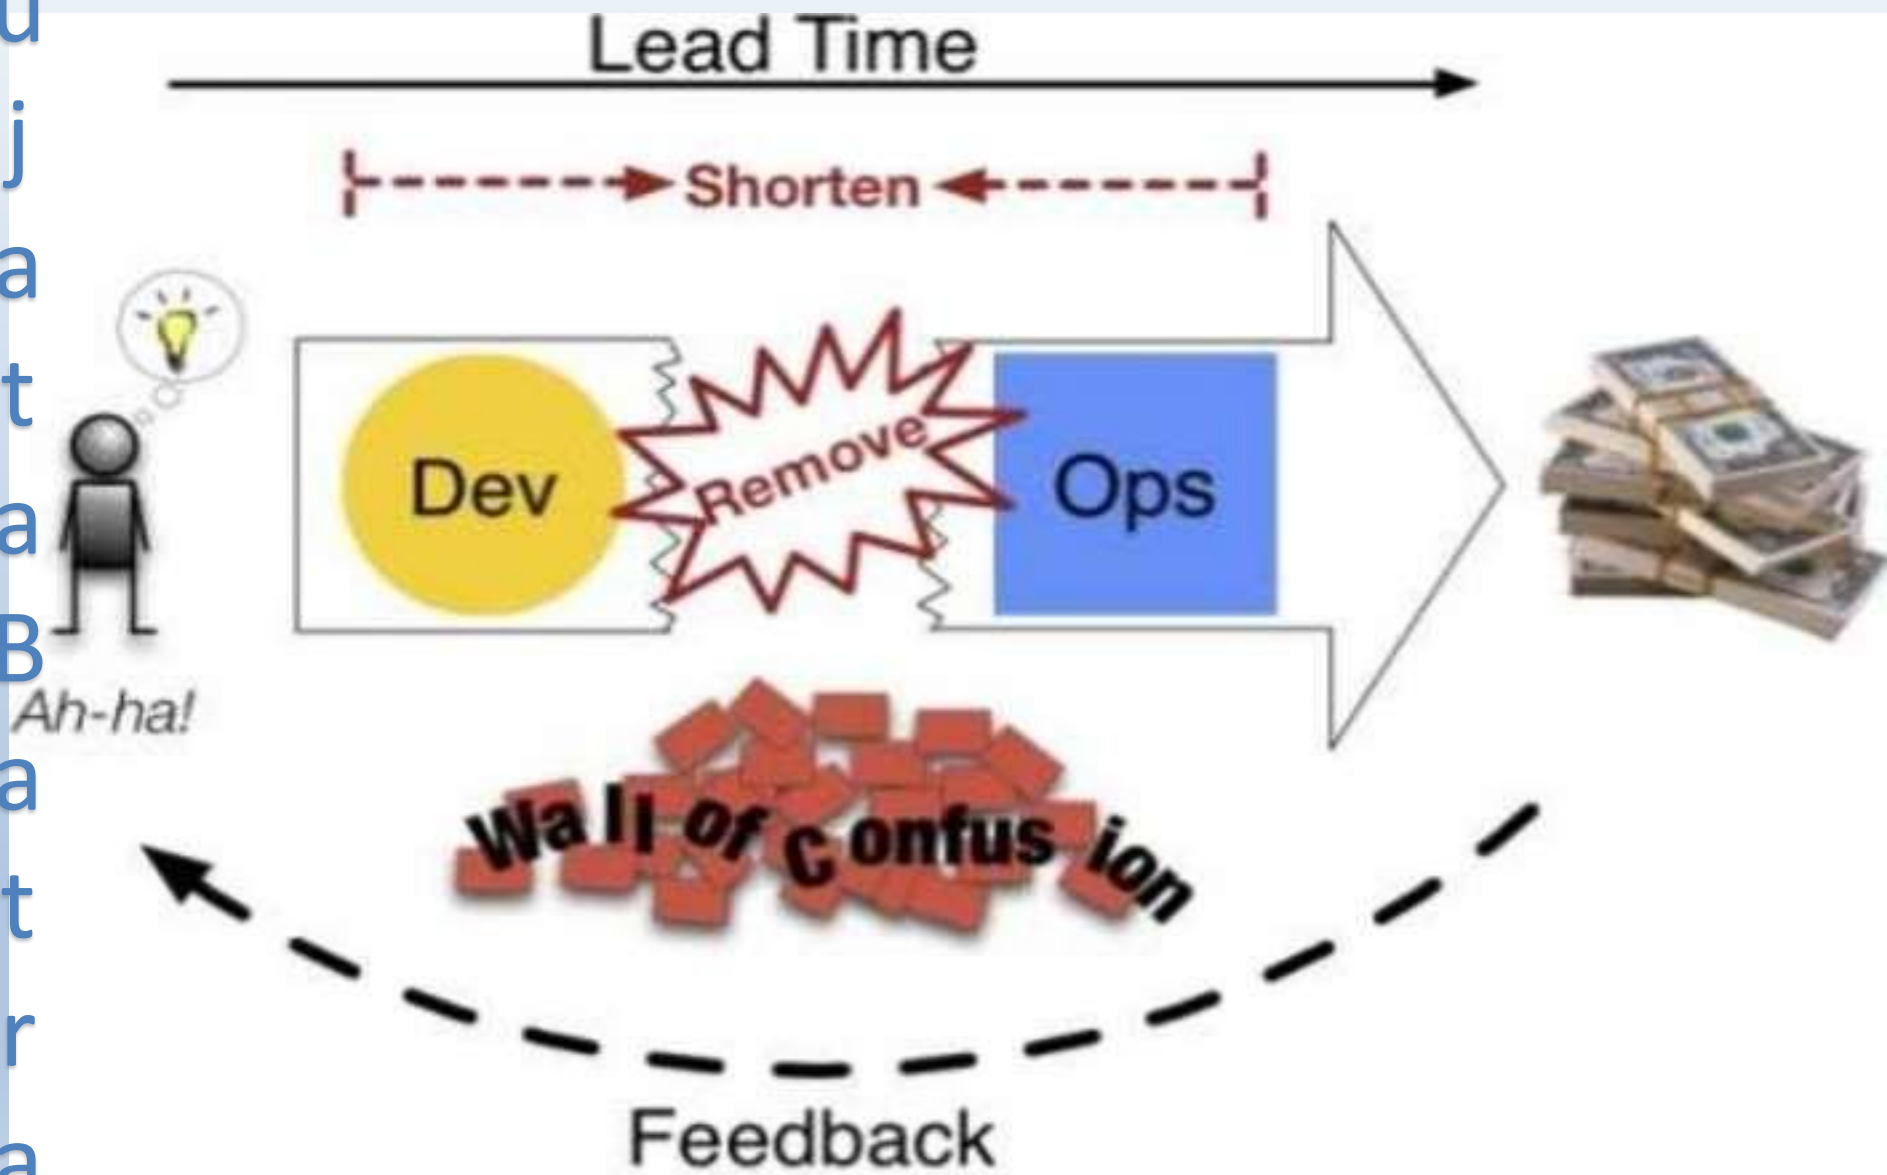 Lead Time
Shorten
Dev
Remove
Ops
Ah-ha!
Wall of Confusion
Feedback
u
j
a
t
a
B
a
t
r
a